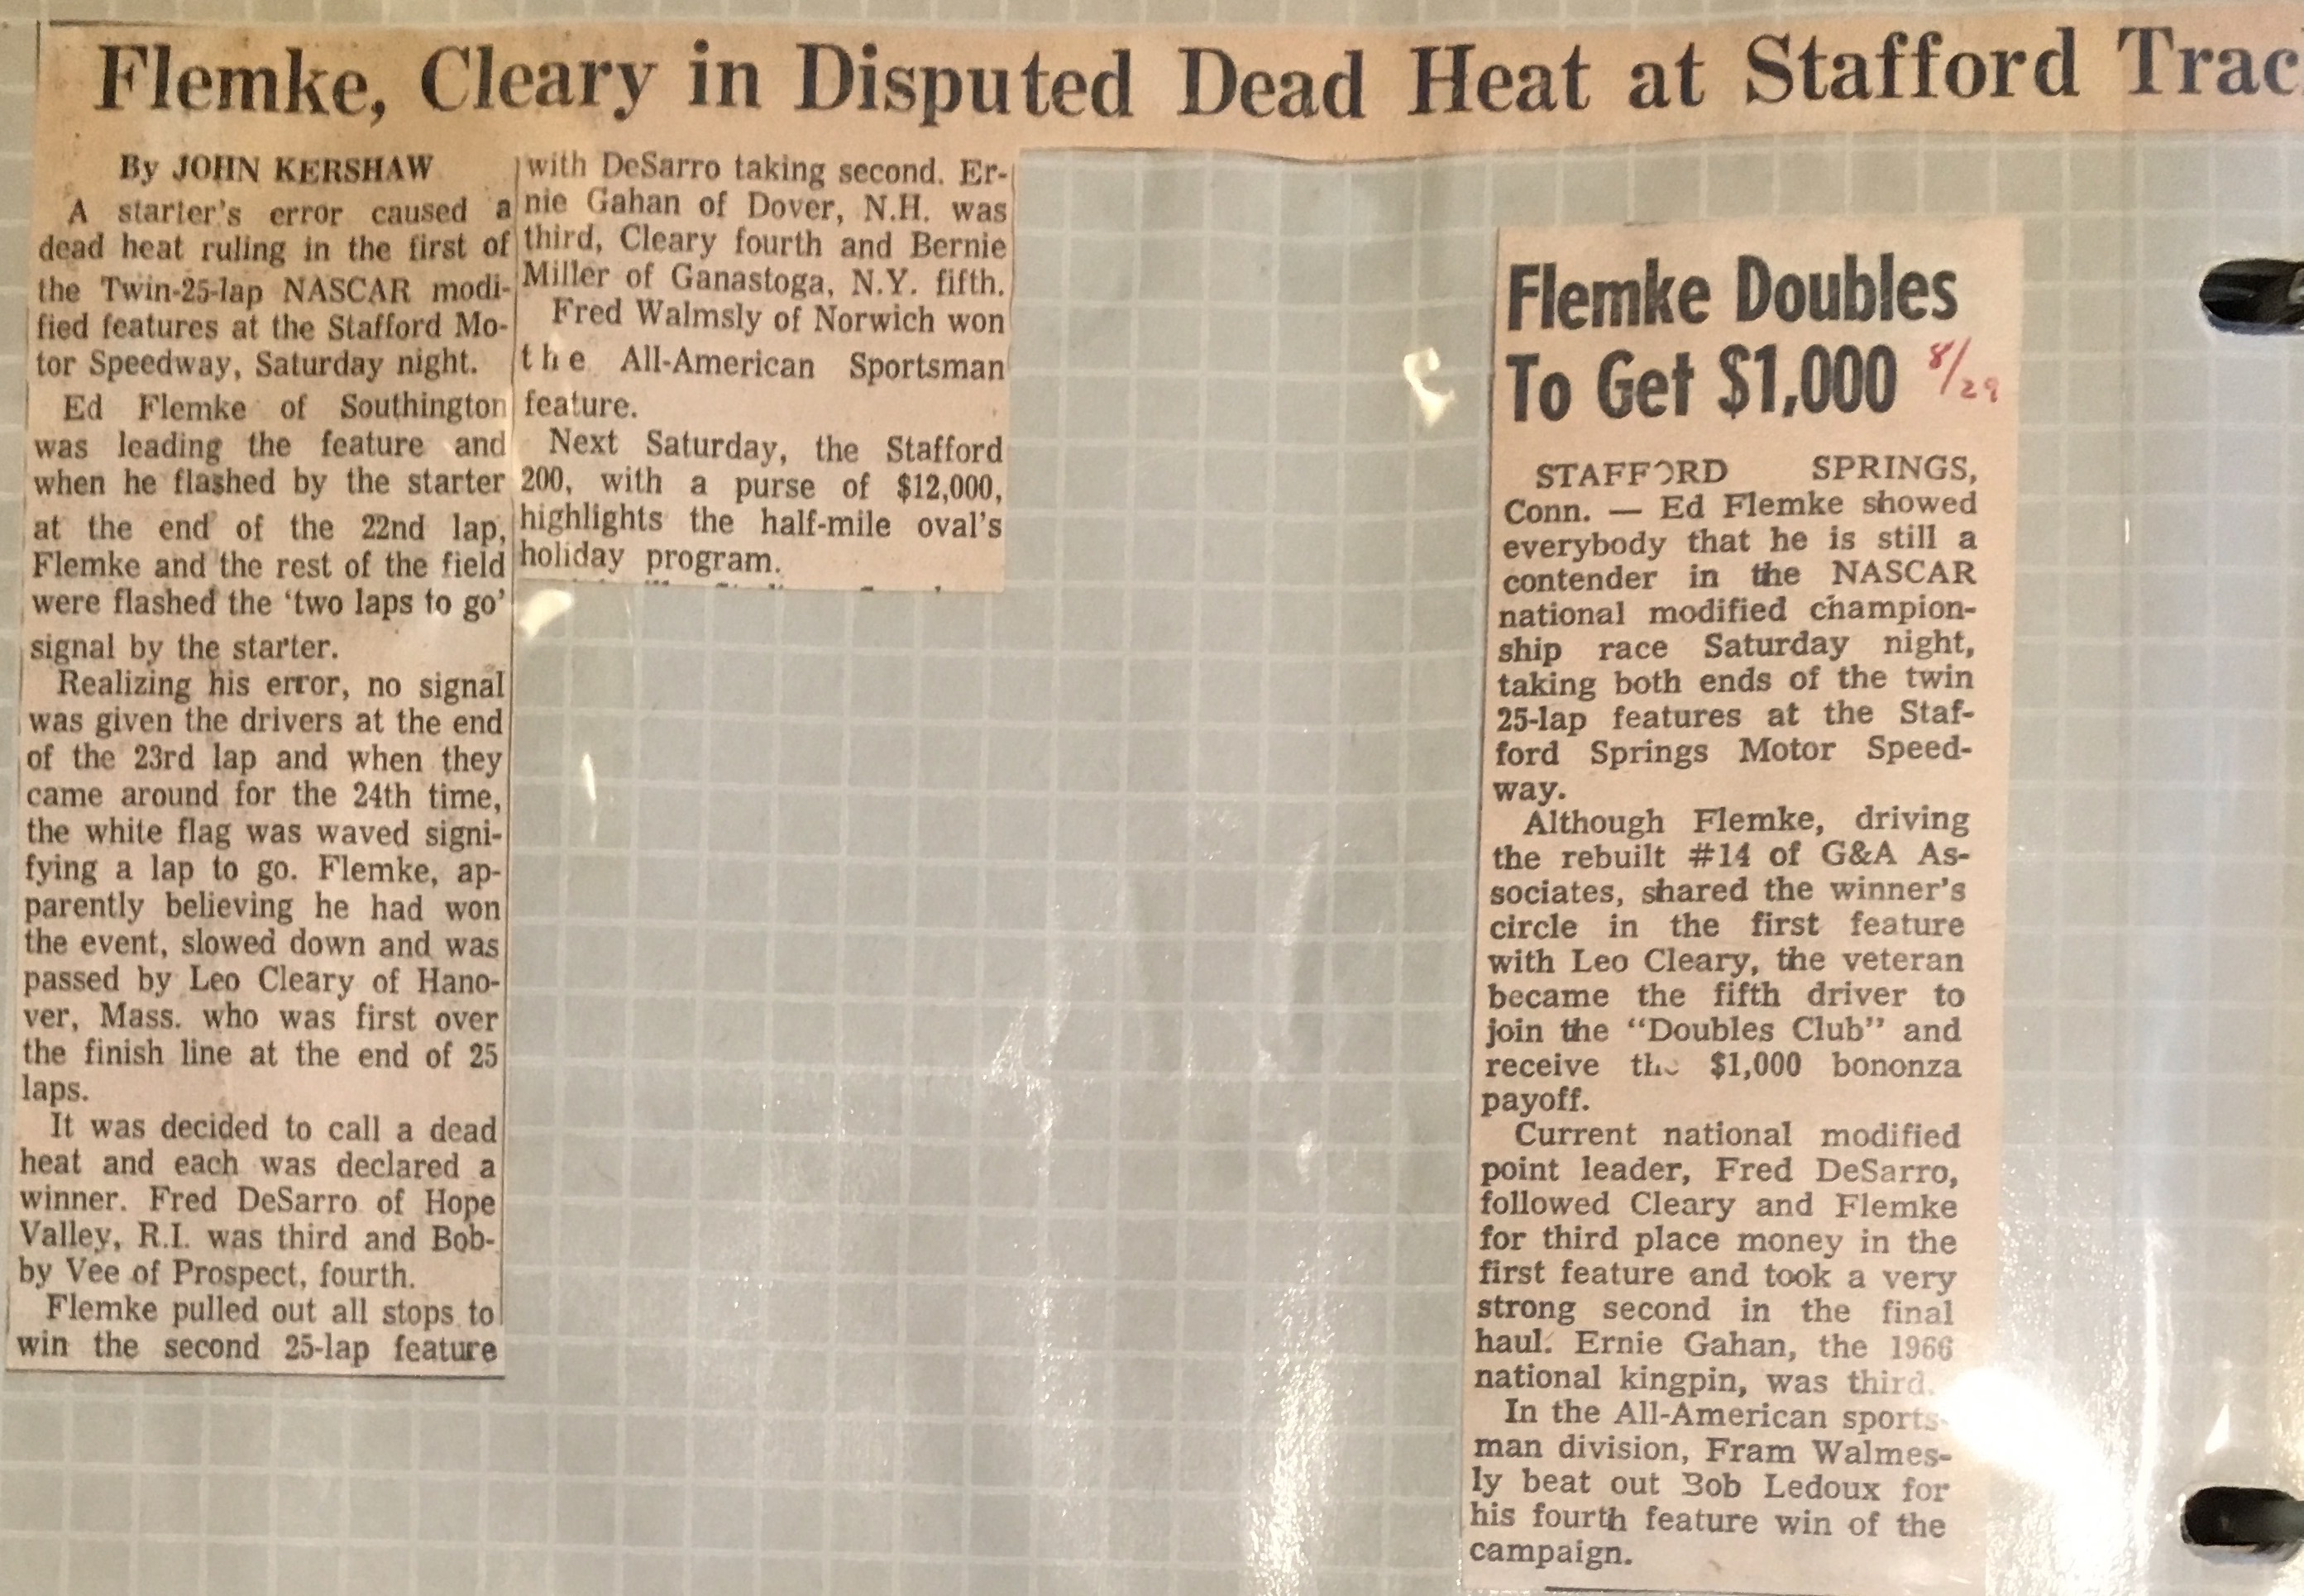 Flemke, Cleary in Disputed Dead Heat at Stafford Trac
By JOHN KERSHAW
A starter's error caused a
dead heat ruling in the first of
the Twin-25-lap NASCAR modi-
fied features at the Stafford Mo-
tor Speedway, Saturday night.
Ed Flemke of Southington
was leading the feature and
when he flashed by the starter
at the end of the 22nd lap,
Flemke and the rest of the field
were flashed the 'two laps to go'
signal by the starter.
Realizing his error, no signal
was given the drivers at the end
of the 23rd lap and when they
came around for the 24th time,
the white flag was waved signi-
fying a lap to go. Flemke, ap-
parently believing he had won
the event, slowed down and was
passed by Leo Cleary of Hano-
ver, Mass. who was first over
the finish line at the end of 25
laps.
It was decided to call a dead
heat and each was declared a
winner. Fred DeSarro of Hope
Valley, R.I. was third and Bob-
by Vee of Prospect, fourth.
Flemke pulled out all stops to
win the second 25-lap feature
with DeSarro taking second. Er-
nie Gahan of Dover, N.H. was
third, Cleary fourth and Bernie
Miller of Ganastoga, N.Y. fifth.
Fred Walmsly of Norwich won
the All-American Sportsman
feature.
Next Saturday, the Stafford
200, with a purse of $12,000,
highlights the half-mile oval's
holiday program.
Flemke Doubles
To Get $1,000 8/29
STAFFORD SPRINGS,
Conn. — Ed Flemke showed
everybody that he is still a
contender in the NASCAR
national modified champion-
ship race Saturday night,
taking both ends of the twin
25-lap features at the Staf-
ford Springs Motor Speed-
way.
Although Flemke, driving
the rebuilt #14 of G&A As-
sociates, shared the winner's
circle in the first feature
with Leo Cleary, the veteran
became the fifth driver to
join the "Doubles Club" and
receive the $1,000 bononza
payoff.
Current national modified
point leader, Fred DeSarro,
followed Cleary and Flemke
for third place money in the
first feature and took a very
strong second in the final
haul. Ernie Gahan, the 1966
national kingpin, was third.
In the All-American sports-
man division, Fram Walmes-
ly beat out Bob Ledoux for
his fourth feature win of the
campaign.